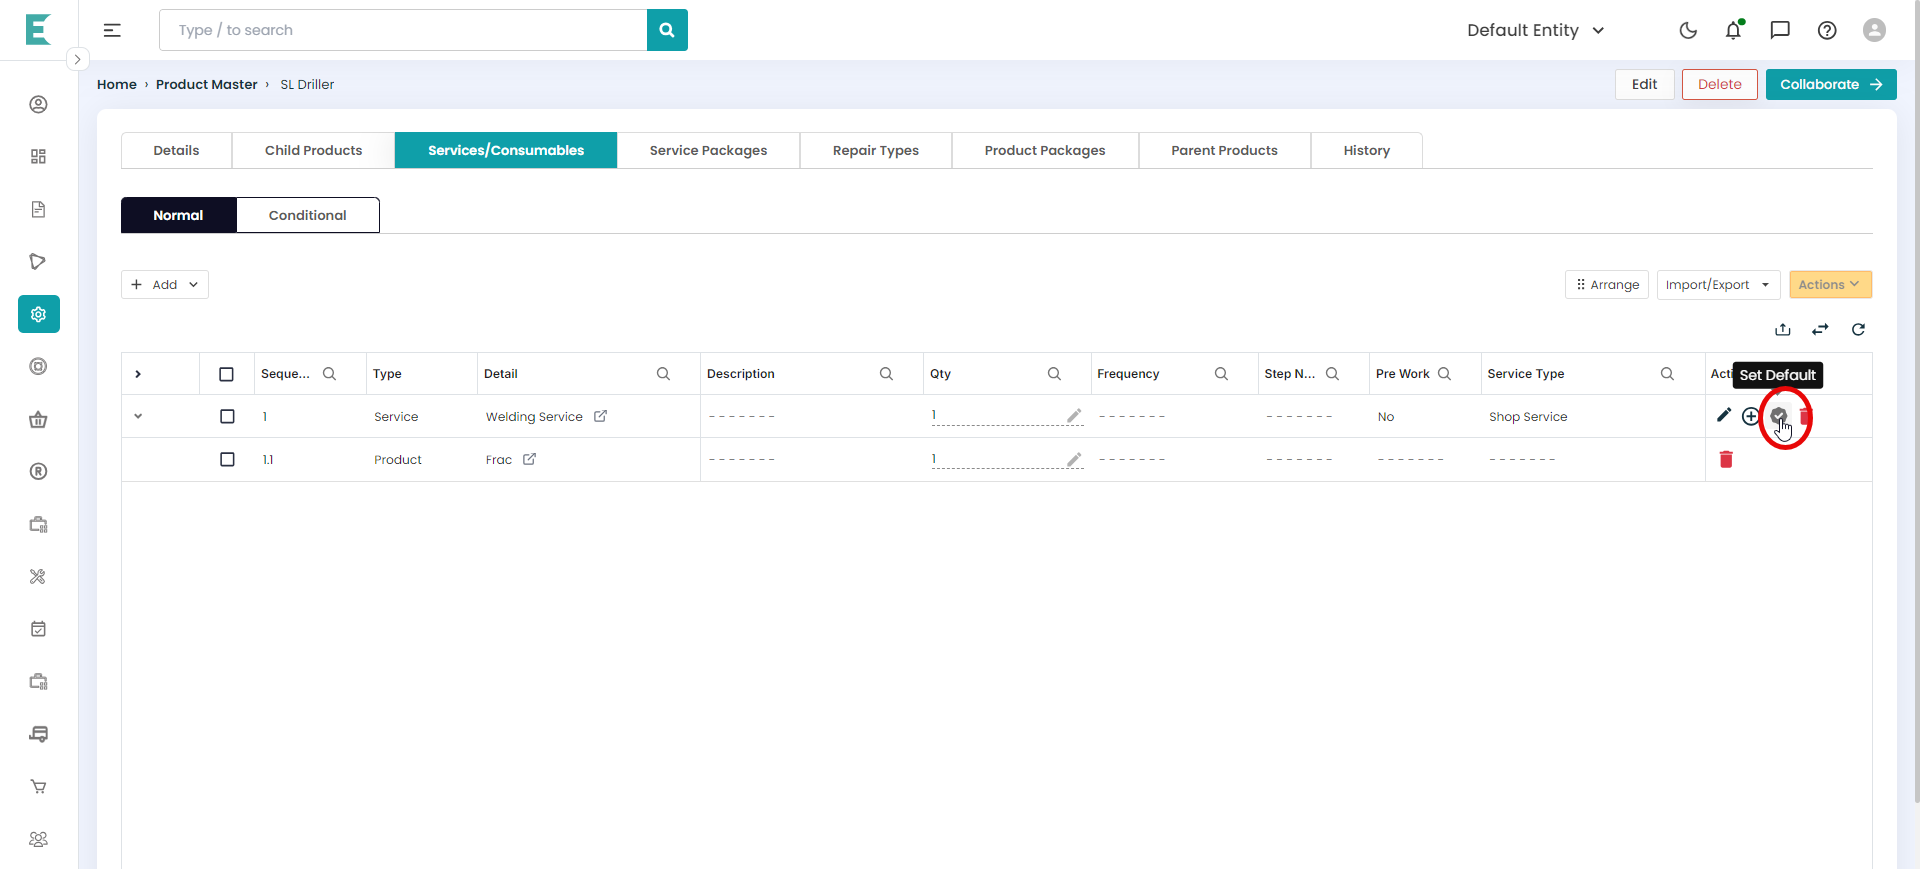 Type / to search
Default Entity
Home › Product Master › SL Driller
Edit
Delete
Collaborate
Details
Child Products
Services/Consumables
Service Packages
Repair Types
Product Packages
Parent Products
History
Normal
Conditional
+ Add
Arrange
Import/Export
Actions
Seque... Type Detail Description Qty Frequency Step N... Pre Work Service Type Acti
Set Default
1 Service Welding Service ------- 1 ------- ------- No Shop Service
1.1 Product Frac ------- 1 ------- ------- ------- -------